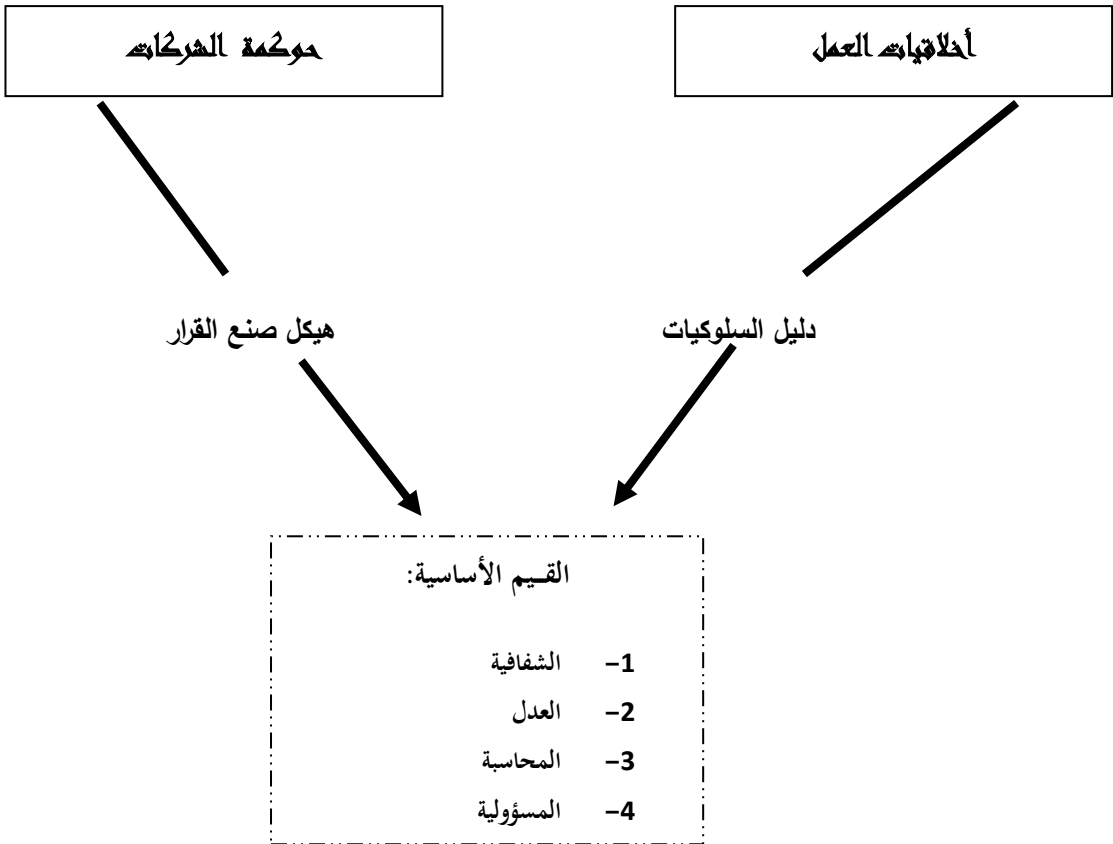 أخلاقيات العمل
حوكمة الشركات
دليل السلوكيات
هيكل صنع القرار
القيم الأساسية:
1- الشفافية
2- العدل
3- المحاسبة
4- المسؤولية